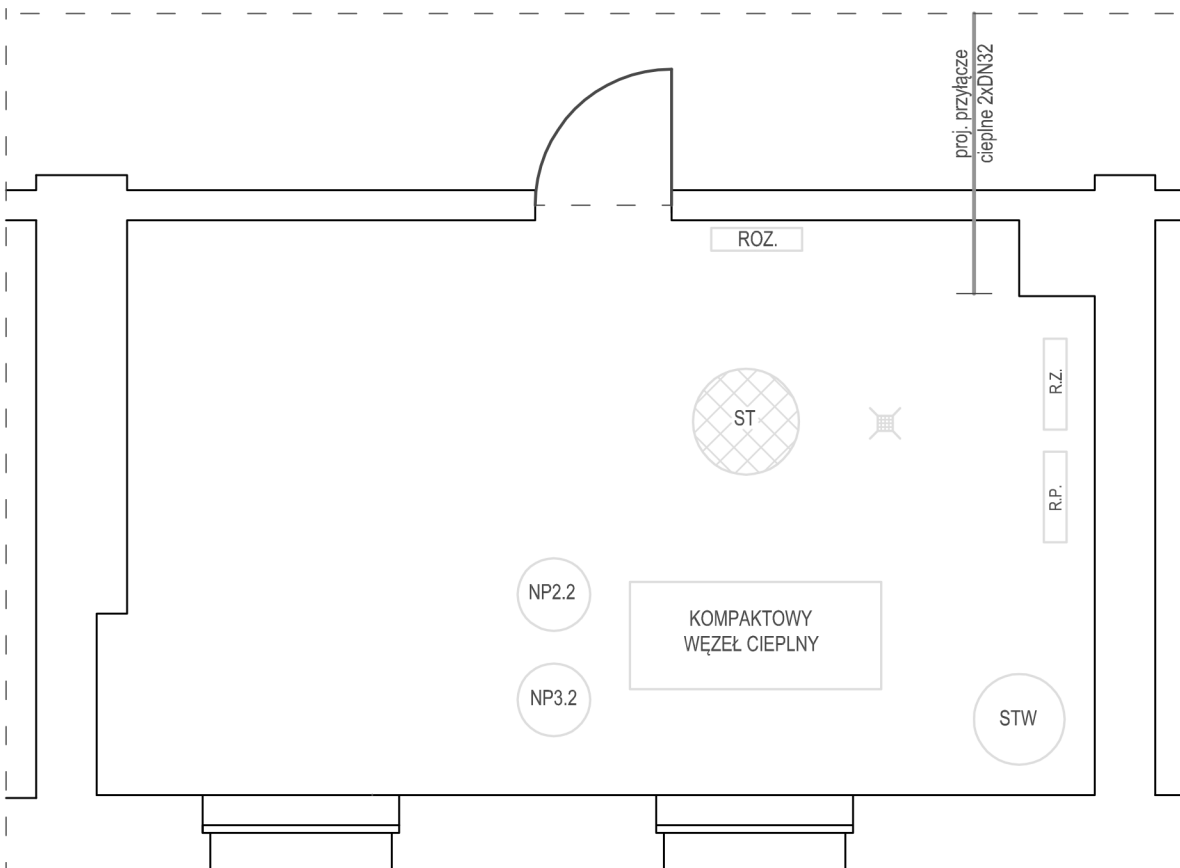 proj. przyłącze
cieplne 2xDN32
ROZ.
R.Z.
ST
R.P.
NP2.2
KOMPAKTOWY
WĘZEŁ CIEPLNY
NP3.2
STW